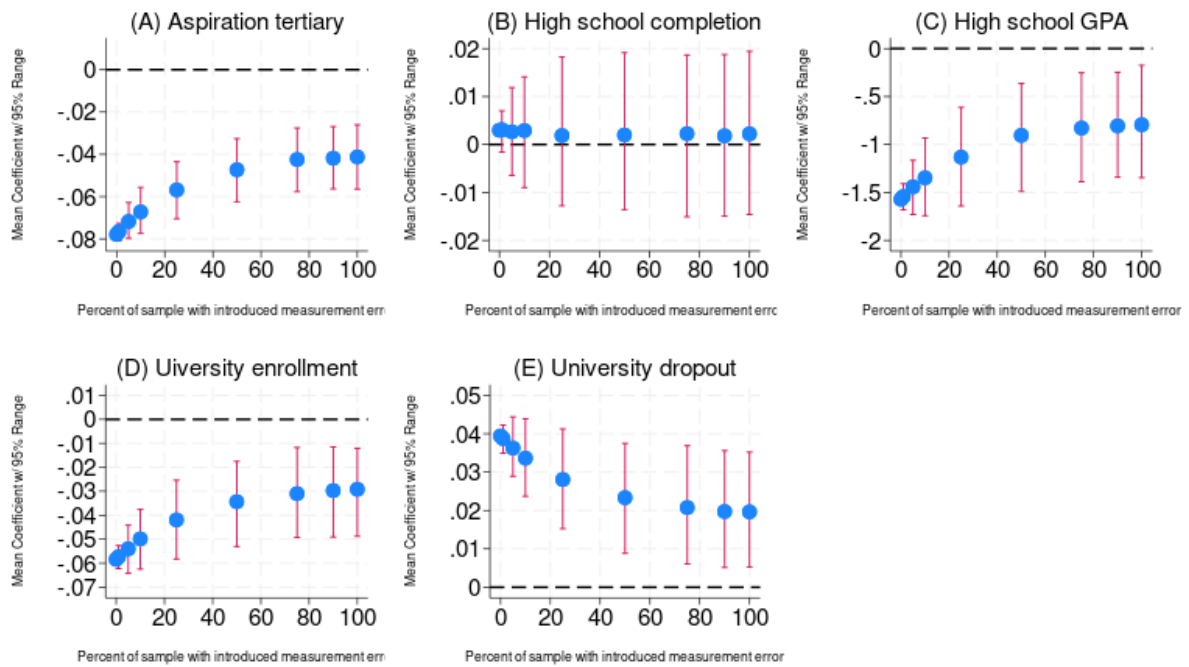 (A) Aspiration tertiary
Mean Coefficient w/ 95% Range
0
-.02
-.04
-.06
-.08
0 20 40 60 80 100
Percent of sample with introduced measurement err
(B) High school completion
Mean Coefficient w/ 95% Range
.02
.01
0
-.01
-.02
0 20 40 60 80 100
Percent of sample with introduced measurement errc
(C) High school GPA
Mean Coefficient w/ 95% Range
0
-.5
-1
-1.5
-2
0 20 40 60 80 100
Percent of sample with introduced measurement error
(D) Uiversity enrollment
Mean Coefficient w/ 95% Range
.01
0
-.01
-.02
-.03
-.04
-.05
-.06
-.07
0 20 40 60 80 100
Percent of sample with introduced measurement err
(E) University dropout
Mean Coefficient w/ 95% Range
.05
.04
.03
.02
.01
0
0 20 40 60 80 100
Percent of sample with introduced measurement error